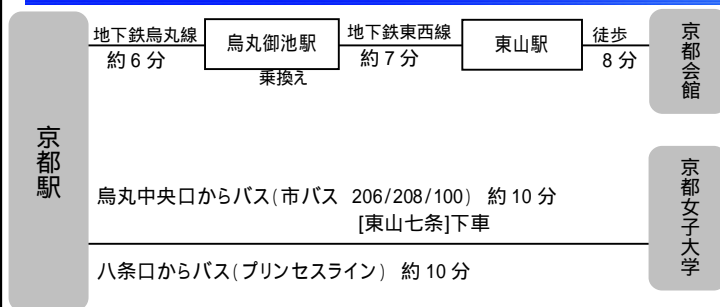 地下鉄烏丸線
約6分
烏丸御池駅
乗換え
地下鉄東西線
約7分
東山駅
徒歩
8分
京都会館
京都駅
烏丸中央口からバス(市バス 206/208/100) 約10分
[東山七条]下車
八条口からバス(プリンセスライン) 約10分
京都女子大学